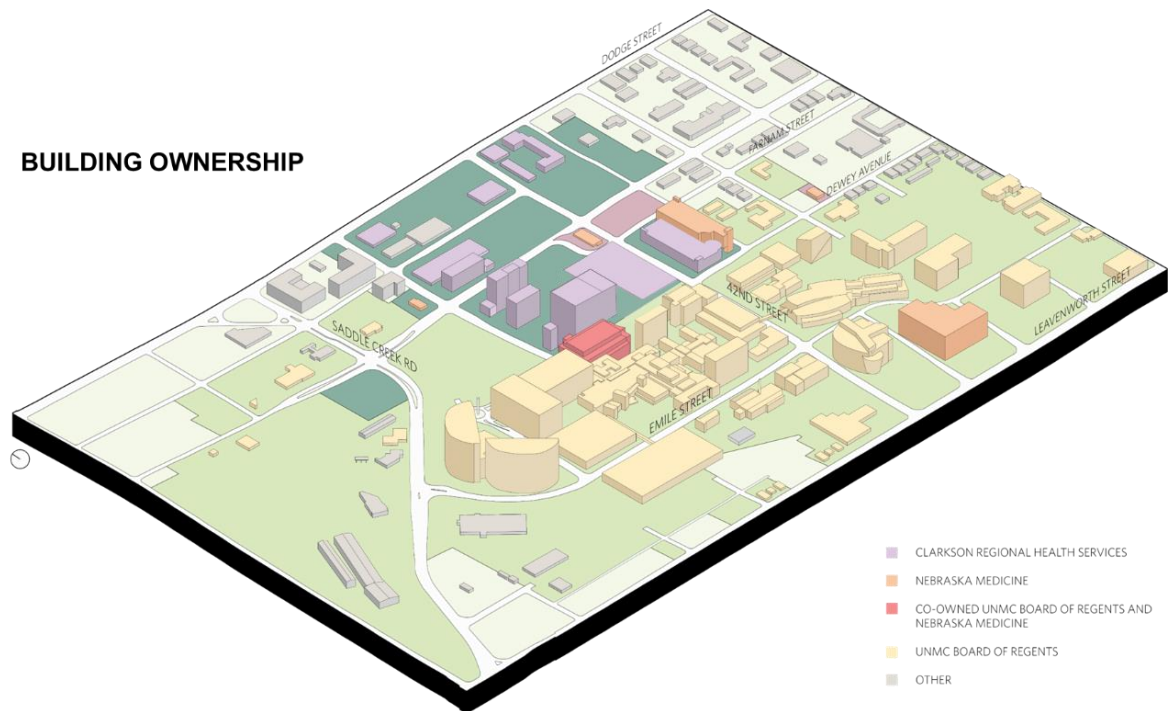 DODGE STREET
FARNAM STREET
BUILDING OWNERSHIP
DEWEY AVENUE
42ND STREET
LEAVENWORTH STREET
SADDLE CREEK RD
EMILE STREET
CLARKSON REGIONAL HEALTH SERVICES
NEBRASKA MEDICINE
CO-OWNED UNMC BOARD OF REGENTS AND
NEBRASKA MEDICINE
UNMC BOARD OF REGENTS
OTHER